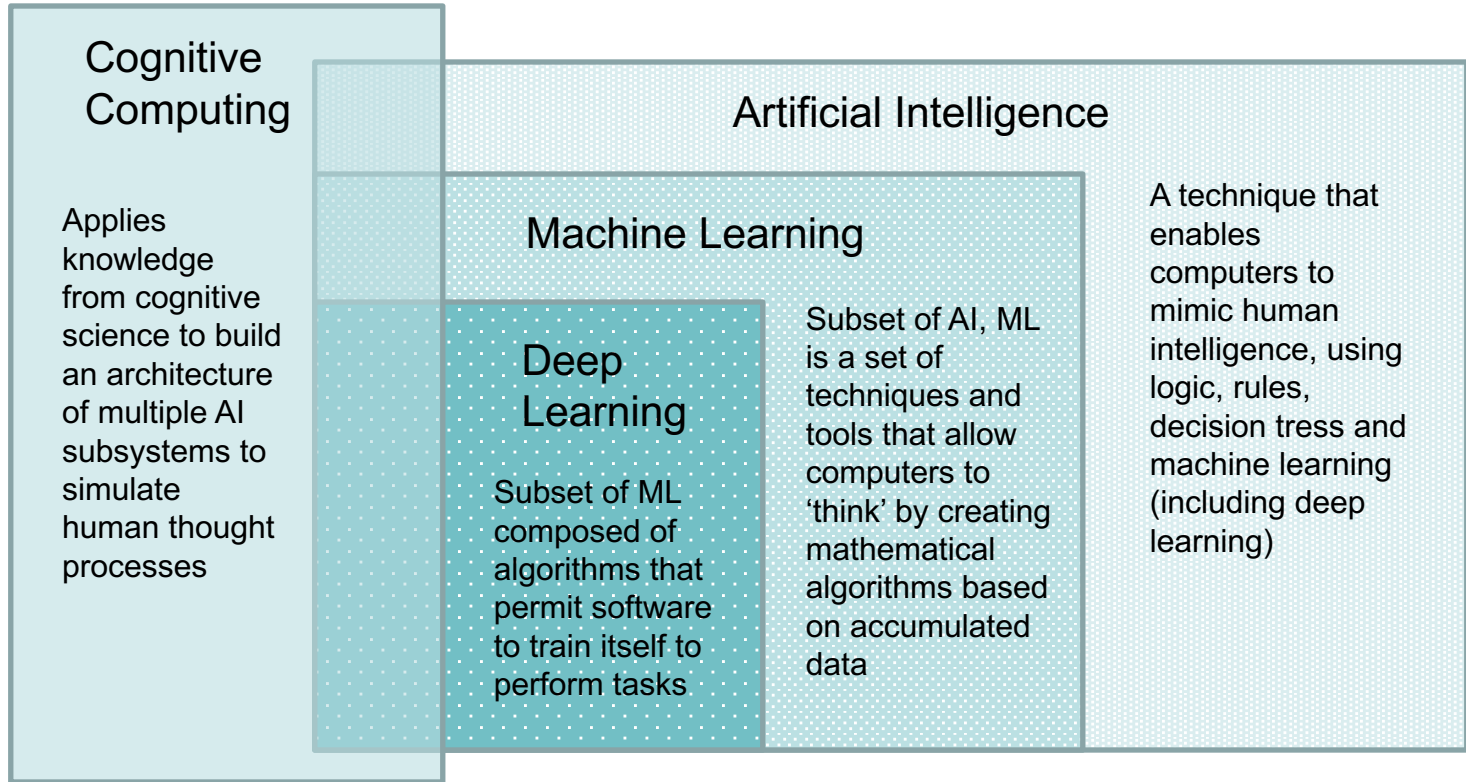 Cognitive
Computing
Applies
knowledge
from cognitive
science to build
an architecture
of multiple AI
subsystems to
simulate
human thought
processes
Artificial Intelligence
A technique that
enables
computers to
mimic human
intelligence, using
logic, rules,
decision tress and
machine learning
(including deep
learning)
Machine Learning
Subset of AI, ML
is a set of
techniques and
tools that allow
computers to
‘think’ by creating
mathematical
algorithms based
on accumulated
data
Deep
Learning
Subset of ML
composed of
algorithms that
permit software
to train itself to
perform tasks